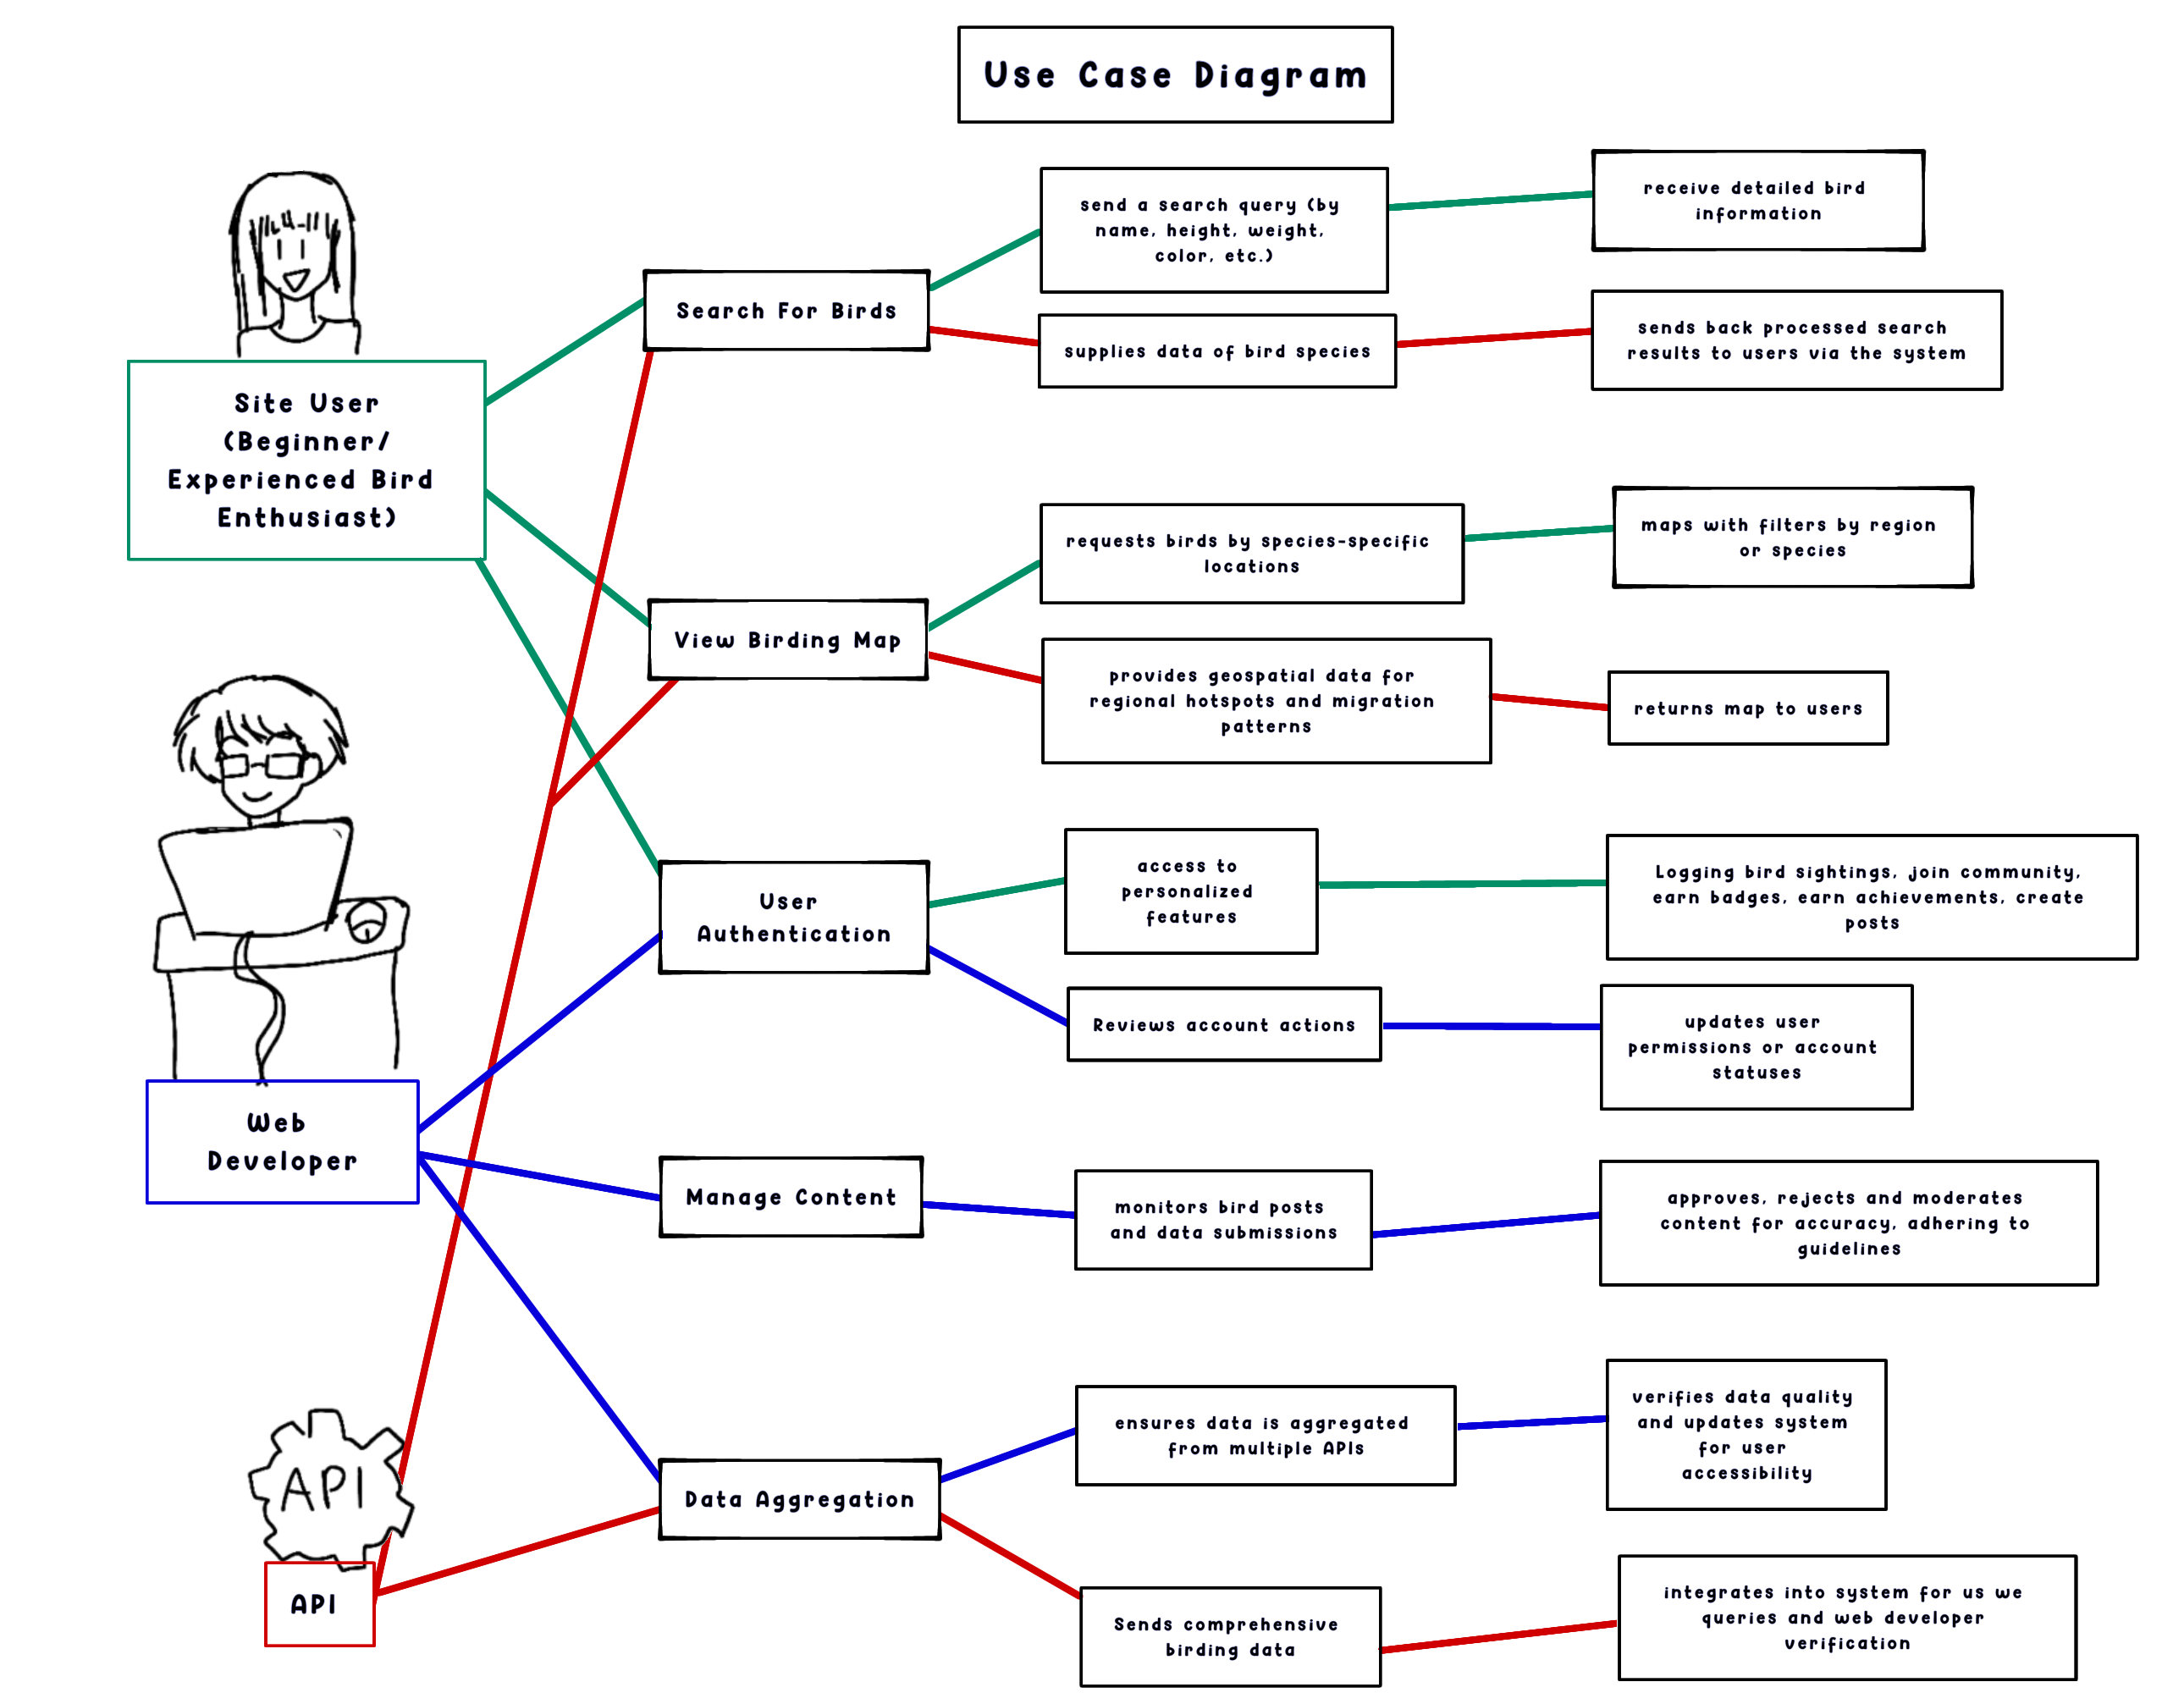 Use Case Diagram
Site User
(Beginner/
Experienced Bird
Enthusiast)
Search For Birds
send a search query (by
name, height, weight,
color, etc.)
receive detailed bird
information
supplies data of bird species
sends back processed search
results to users via the system
View Birding Map
requests birds by species-specific
locations
maps with filters by region
or species
provides geospatial data for
regional hotspots and migration
patterns
returns map to users
Web
Developer
User
Authentication
access to
personalized
features
Logging bird sightings, join community,
earn badges, earn achievements, create
posts
Reviews account actions
updates user
permissions or account
statuses
Manage Content
monitors bird posts
and data submissions
approves, rejects and moderates
content for accuracy, adhering to
guidelines
API
API
Data Aggregation
ensures data is aggregated
from multiple APIs
verifies data quality
and updates system
for user
accessibility
Sends comprehensive
birding data
integrates into system for us we
queries and web developer
verification